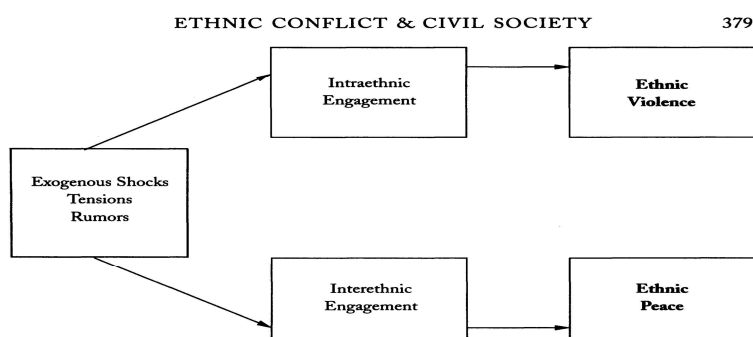 ETHNIC CONFLICT & CIVIL SOCIETY 379
Intraethnic
Engagement
Ethnic
Violence
Exogenous Shocks
Tensions
Rumors
Interethnic
Engagement
Ethnic
Peace